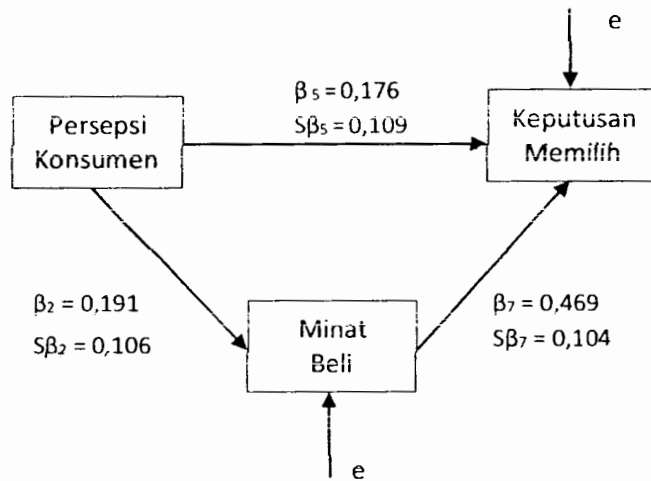 e
β₅ = 0,176
Sβ₅ = 0,109
Persepsi
Konsumen
Keputusan
Memilih
β₂ = 0,191
Sβ₂ = 0,106
Minat
Beli
β₇ = 0,469
Sβ₇ = 0,104
e